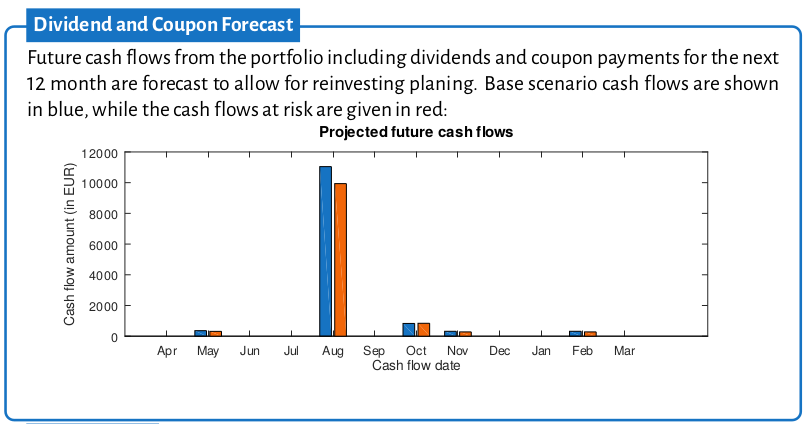 Dividend and Coupon Forecast
Future cash flows from the portfolio including dividends and coupon payments for the next
12 month are forecast to allow for reinvesting planing. Base scenario cash flows are shown
in blue, while the cash flows at risk are given in red:
Projected future cash flows
Cash flow amount (in EUR)
12000
10000
8000
6000
4000
2000
0
Apr May Jun Jul Aug Sep Oct Nov Dec Jan Feb Mar
Cash flow date